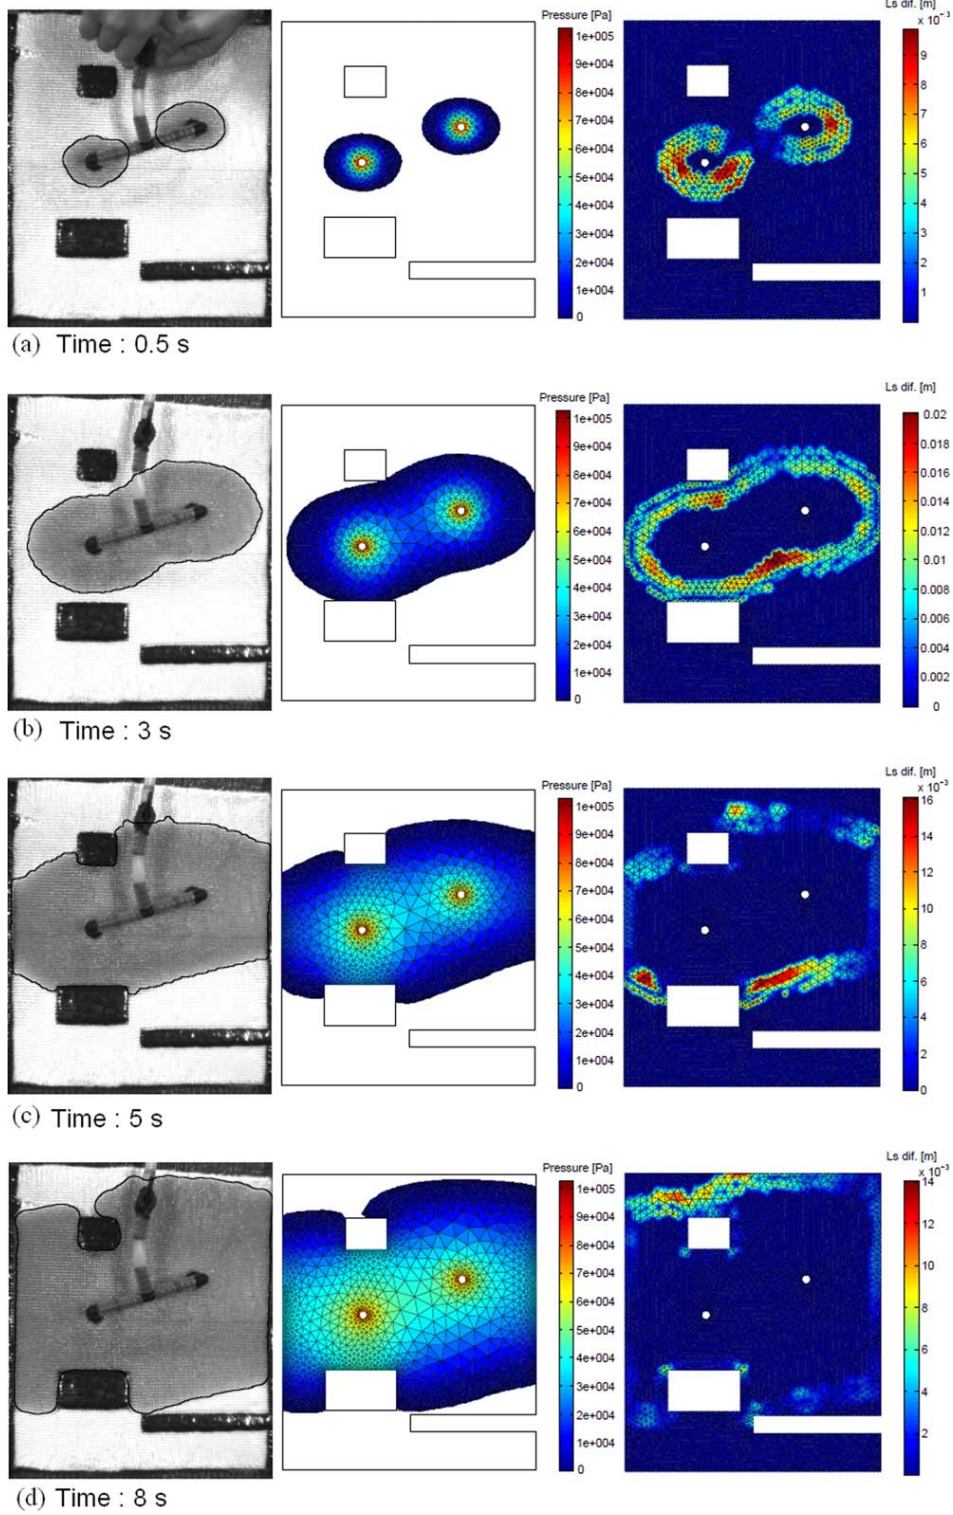 Pressure [Pa]
1e+005
9e+004
8e+004
7e+004
6e+004
5e+004
4e+004
3e+004
2e+004
1e+004
0
Ls dif. [m]
x 10⁻³
9
8
7
6
5
4
3
2
1
(a) Time : 0.5 s
Pressure [Pa]
1e+005
9e+004
8e+004
7e+004
6e+004
5e+004
4e+004
3e+004
2e+004
1e+004
0
Ls dif. [m]
0.02
0.018
0.016
0.014
0.012
0.01
0.008
0.006
0.004
0.002
0
(b) Time : 3 s
Pressure [Pa]
1e+005
9e+004
8e+004
7e+004
6e+004
5e+004
4e+004
3e+004
2e+004
1e+004
0
Ls dif. [m]
x 10⁻³
16
14
12
10
8
6
4
2
0
(c) Time : 5 s
Pressure [Pa]
1e+005
9e+004
8e+004
7e+004
6e+004
5e+004
4e+004
3e+004
2e+004
1e+004
0
Ls dif. [m]
x 10⁻³
14
12
10
8
6
4
2
(d) Time : 8 s